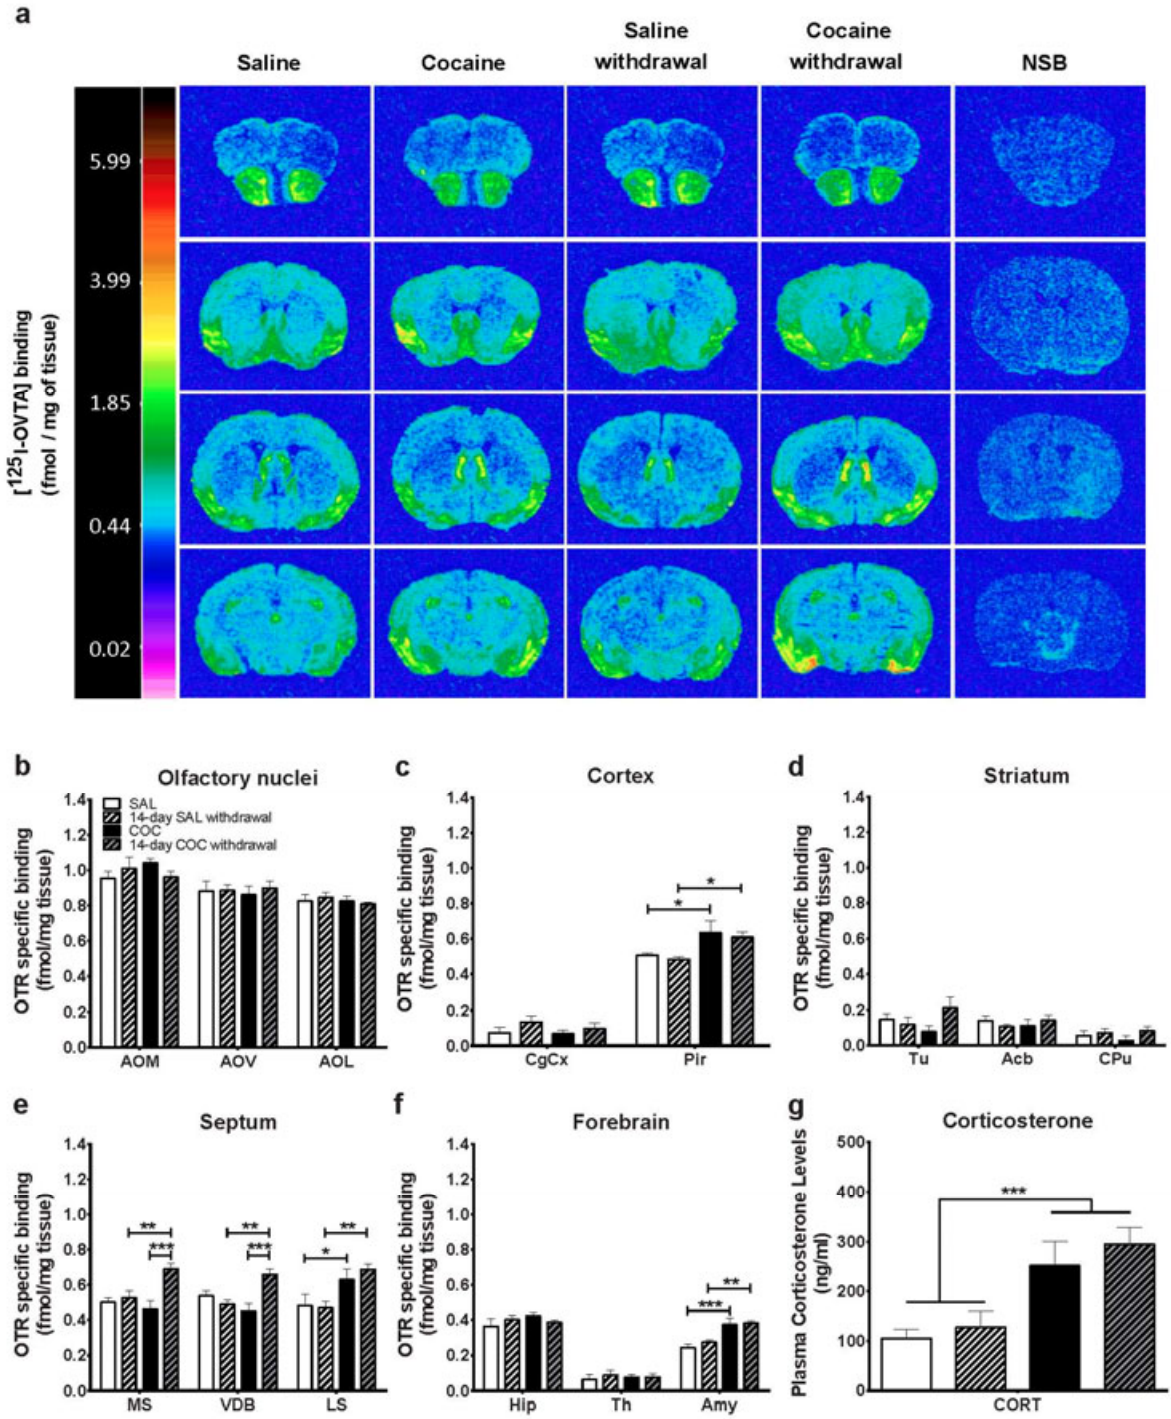 a
Saline
Cocaine
Saline
withdrawal
Cocaine
withdrawal
NSB
[125I-OVTA] binding
(fmol / mg of tissue)
5.99
3.99
1.85
0.44
0.02
b
Olfactory nuclei
OTR specific binding
(fmol/mg tissue)
1.4
1.2
1.0
0.8
0.6
0.4
0.2
0.0
SAL
14-day SAL withdrawal
COC
14-day COC withdrawal
AOM
AOV
AOL
c
Cortex
OTR specific binding
(fmol/mg tissue)
1.4
1.2
1.0
0.8
0.6
0.4
0.2
0.0
*
*
CgCx
Pir
d
Striatum
OTR specific binding
(fmol/mg tissue)
1.4
1.2
1.0
0.8
0.6
0.4
0.2
0.0
Tu
Acb
CPu
e
Septum
OTR specific binding
(fmol/mg tissue)
1.4
1.2
1.0
0.8
0.6
0.4
0.2
0.0
**
***
**
***
**
*
MS
VDB
LS
f
Forebrain
OTR specific binding
(fmol/mg tissue)
1.4
1.2
1.0
0.8
0.6
0.4
0.2
0.0
**
***
Hip
Th
Amy
g
Corticosterone
Plasma Corticosterone Levels
(ng/ml)
500
400
300
200
100
0
***
CORT